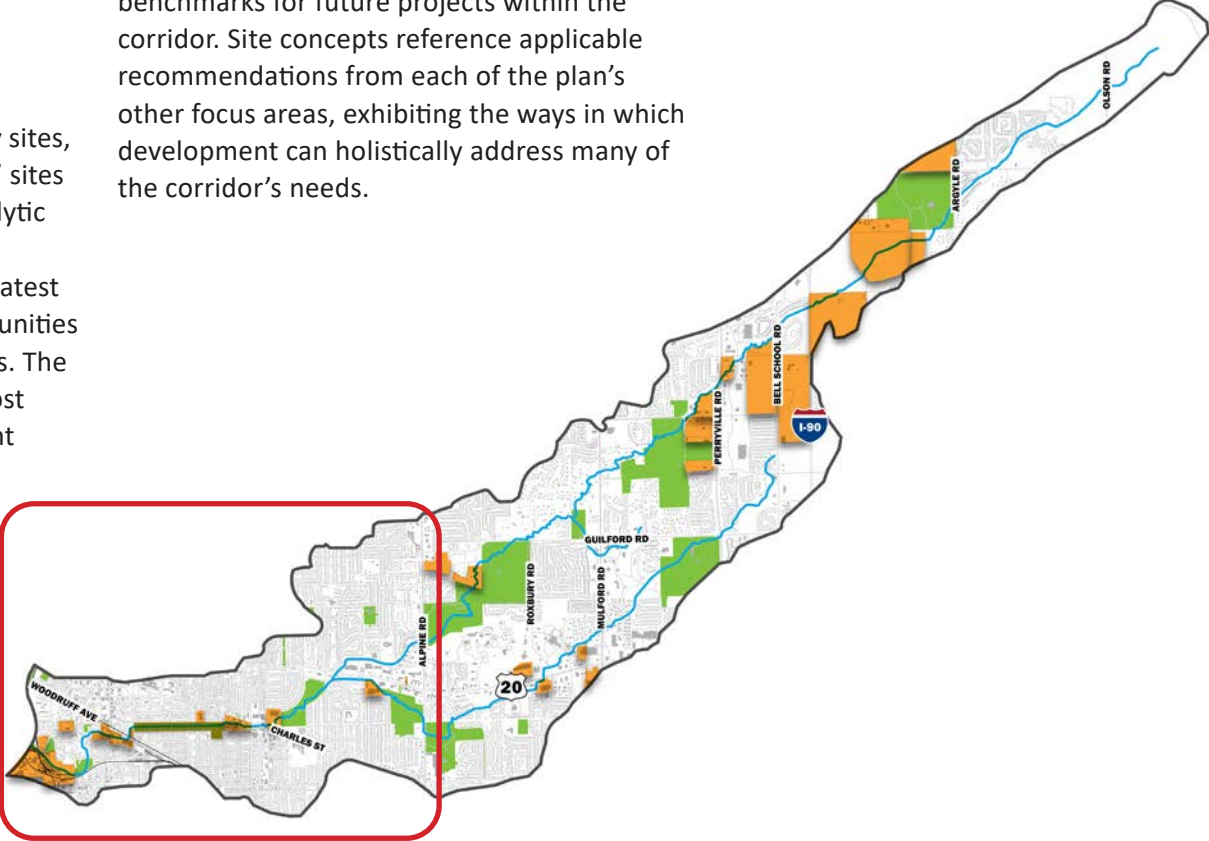 sites,
sites
lytic
atest
unities
s. The
ost
nt
benchmarks for future projects within the
corridor. Site concepts reference applicable
recommendations from each of the plan’s
other focus areas, exhibiting the ways in which
development can holistically address many of
the corridor’s needs.
OLSON RD
ARGYLE RD
BELL SCHOOL RD
I-90
PERRYVILLE RD
GUILFORD RD
ROXBURY RD
MULFORD RD
ALPINE RD
20
WOODRUFF AVE
CHARLES ST